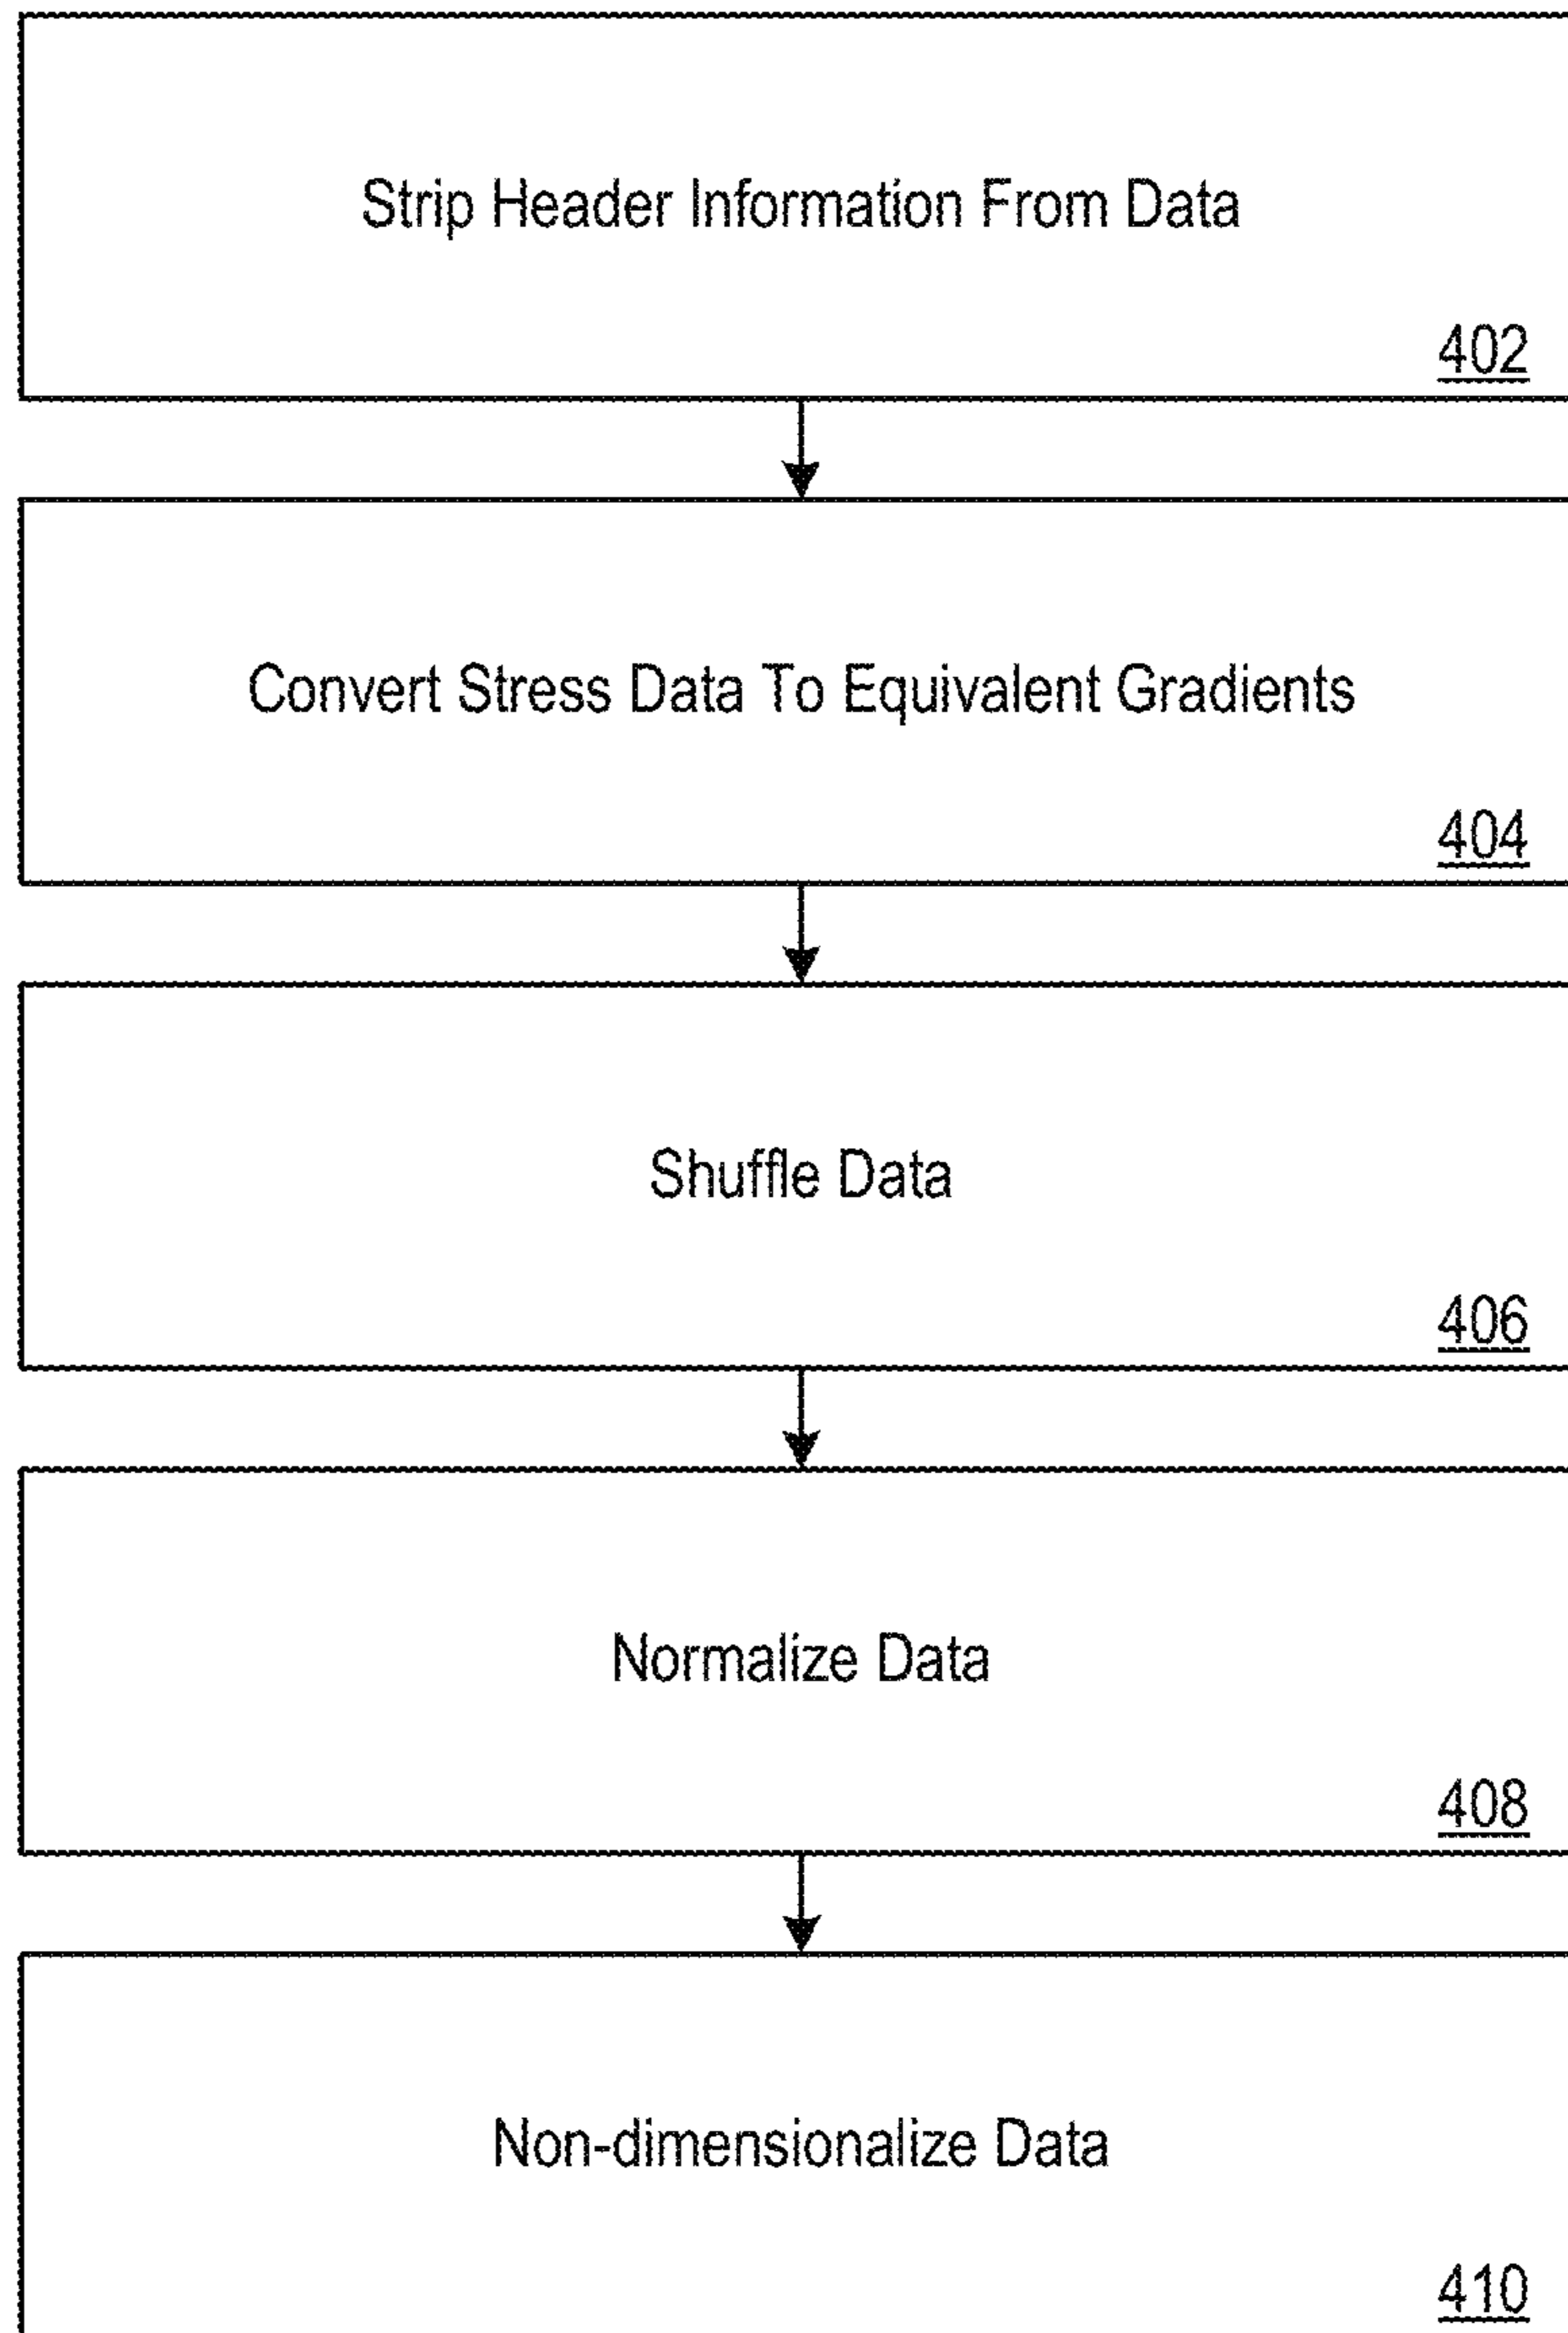 Strip Header Information From Data
402
Convert Stress Data To Equivalent Gradients
404
Shuffle Data
406
Normalize Data
408
Non-dimensionalize Data
410